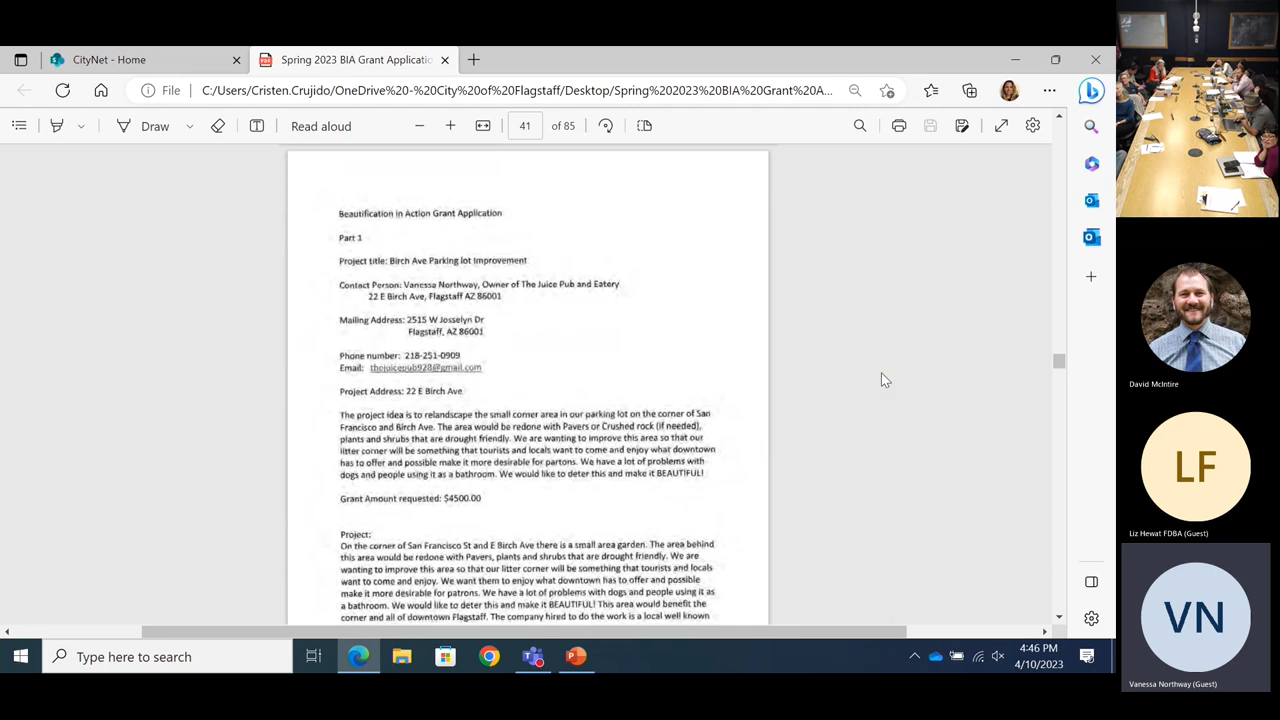 CityNet - Home
Spring 2023 BIA Grant Applicatio
File
C:/Users/Cristen.Crujido/OneDrive%20-%20City%20of%20Flagstaff/Desktop/Spring%202023%20BIA%20Grant%20A...
Draw
Read aloud
41
of 85
Beautification in Action Grant Application
Part 1
Project title: Birch Ave Parking lot Improvement
Contact Person: Vanessa Northway, Owner of The Juice Pub and Eatery
22 E Birch Ave, Flagstaff AZ 86001
Mailing Address: 2515 W Josselyn Dr
Flagstaff, AZ 86001
Phone number: 218-251-0909
Email: thejuicepub928@gmail.com
Project Address: 22 E Birch Ave
The project idea is to relandscape the small corner area in our parking lot on the corner of San
Francisco and Birch Ave. The area would be redone with Pavers or Crushed rock (if needed),
plants and shrubs that are drought friendly. We are wanting to improve this area so that our
litter corner will be something that tourists and locals want to come and enjoy what downtown
has to offer and possible make it more desirable for partons. We have a lot of problems with
dogs and people using it as a bathroom. We would like to deter this and make it BEAUTIFUL!
Grant Amount requested: $4500.00
Project:
On the corner of San Francisco St and E Birch Ave there is a small area garden. The area behind
this area would be redone with Pavers, plants and shrubs that are drought friendly. We are
wanting to improve this area so that our litter corner will be something that tourists and locals
want to come and enjoy. We want them to enjoy what downtown has to offer and possible
make it more desirable for patrons. We have a lot of problems with dogs and people using it as
a bathroom. We would like to deter this and make it BEAUTIFUL! This area would benefit the
corner and all of downtown Flagstaff. The company hired to do the work is a local well known
Type here to search
4:46 PM
4/10/2023
David McIntire
LF
Liz Hewat FDBA (Guest)
VN
Vanessa Northway (Guest)